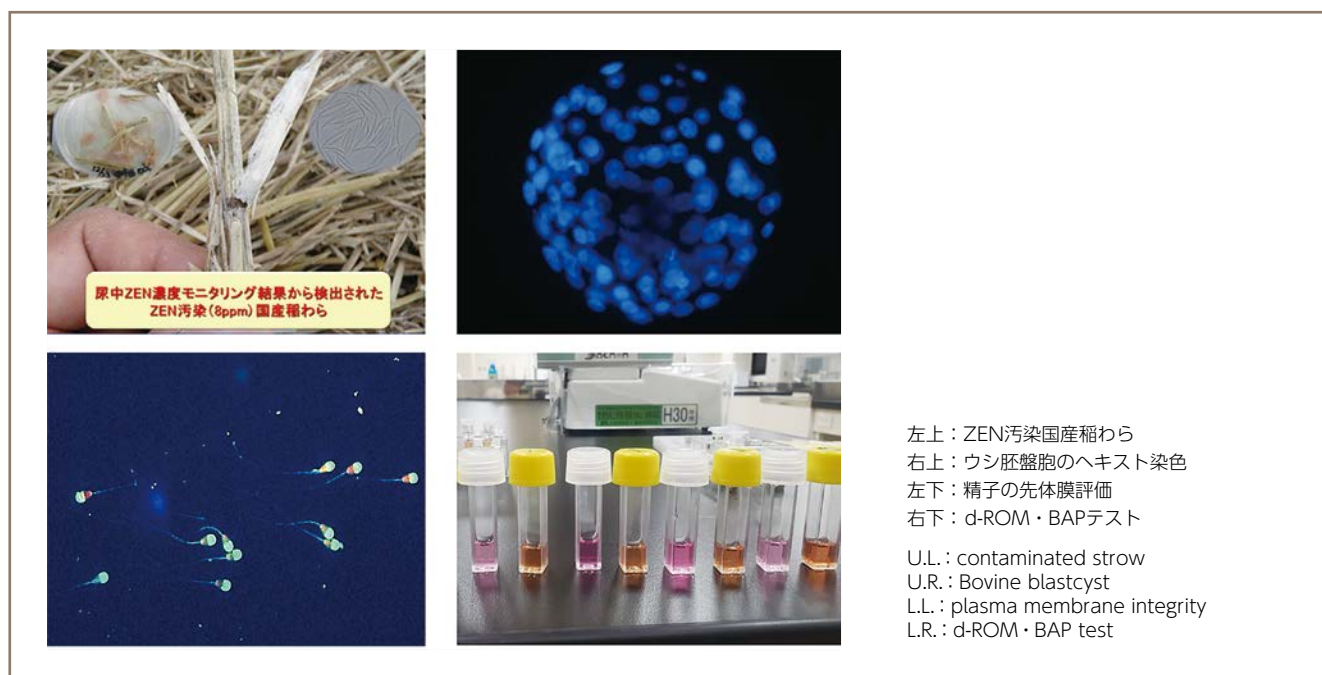 尿中ZEN濃度モニタリング結果から検出された
ZEN汚染(8ppm)国産稲わら
H30
左上：ZEN汚染国産稲わら
右上：ウシ胚盤胞のヘキスト染色
左下：精子の先体膜評価
右下：d-ROM・BAPテスト
U.L.：contaminated strow
U.R.：Bovine blastcyst
L.L.：plasma membrane integrity
L.R.：d-ROM・BAP test